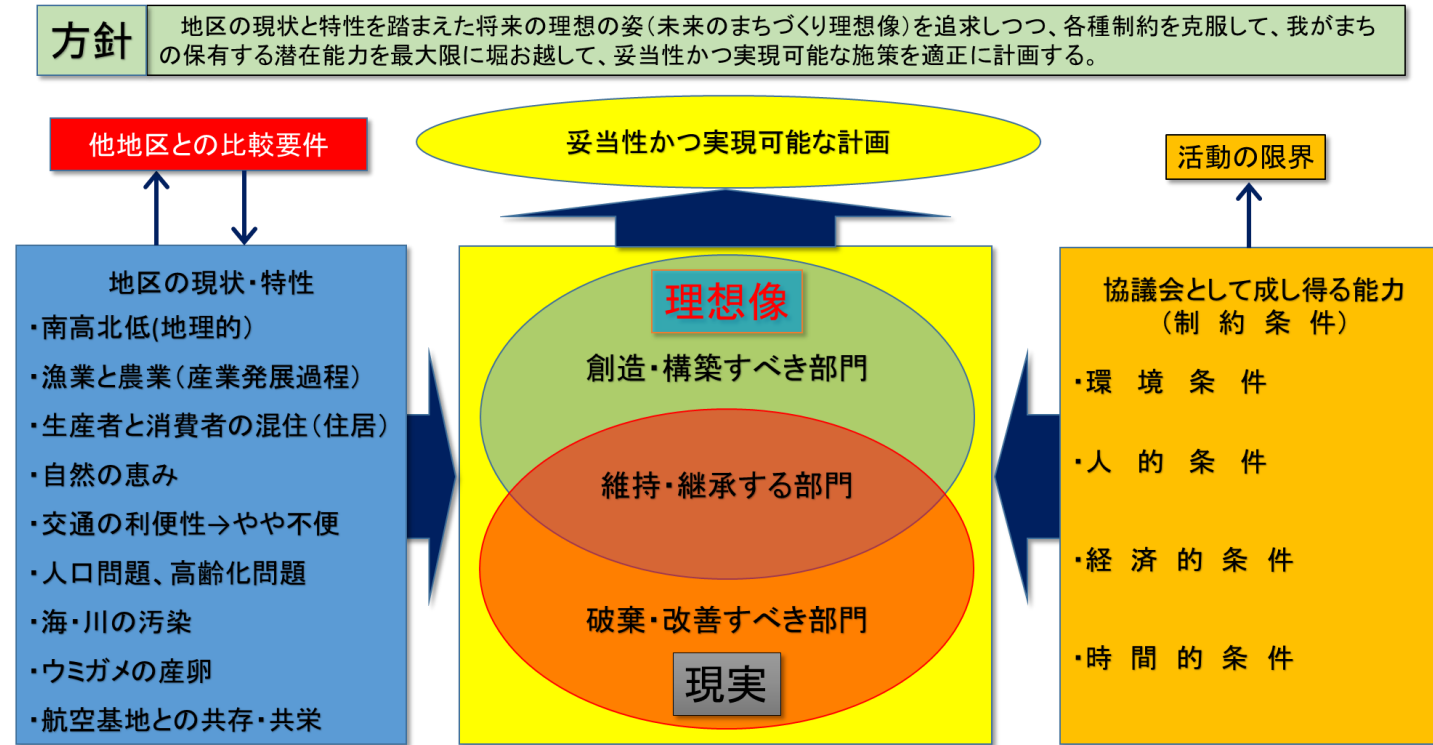 方針
地区の現状と特性を踏まえた将来の理想の姿(未来のまちづくり理想像)を追求しつつ、各種制約を克服して、我がまち
の保有する潜在能力を最大限に堀お越して、妥当性かつ実現可能な施策を適正に計画する。
他地区との比較要件
妥当性かつ実現可能な計画
活動の限界
地区の現状・特性
・南高北低(地理的)
・漁業と農業(産業発展過程)
・生産者と消費者の混住(住居)
・自然の恵み
・交通の利便性→やや不便
・人口問題、高齢化問題
・海・川の汚染
・ウミガメの産卵
・航空基地との共存・共栄
理想像
創造・構築すべき部門
維持・継承する部門
破棄・改善すべき部門
現実
協議会として成し得る能力
(制 約 条 件)
・環 境 条 件
・人 的 条 件
・経 済 的 条 件
・時 間 的 条 件